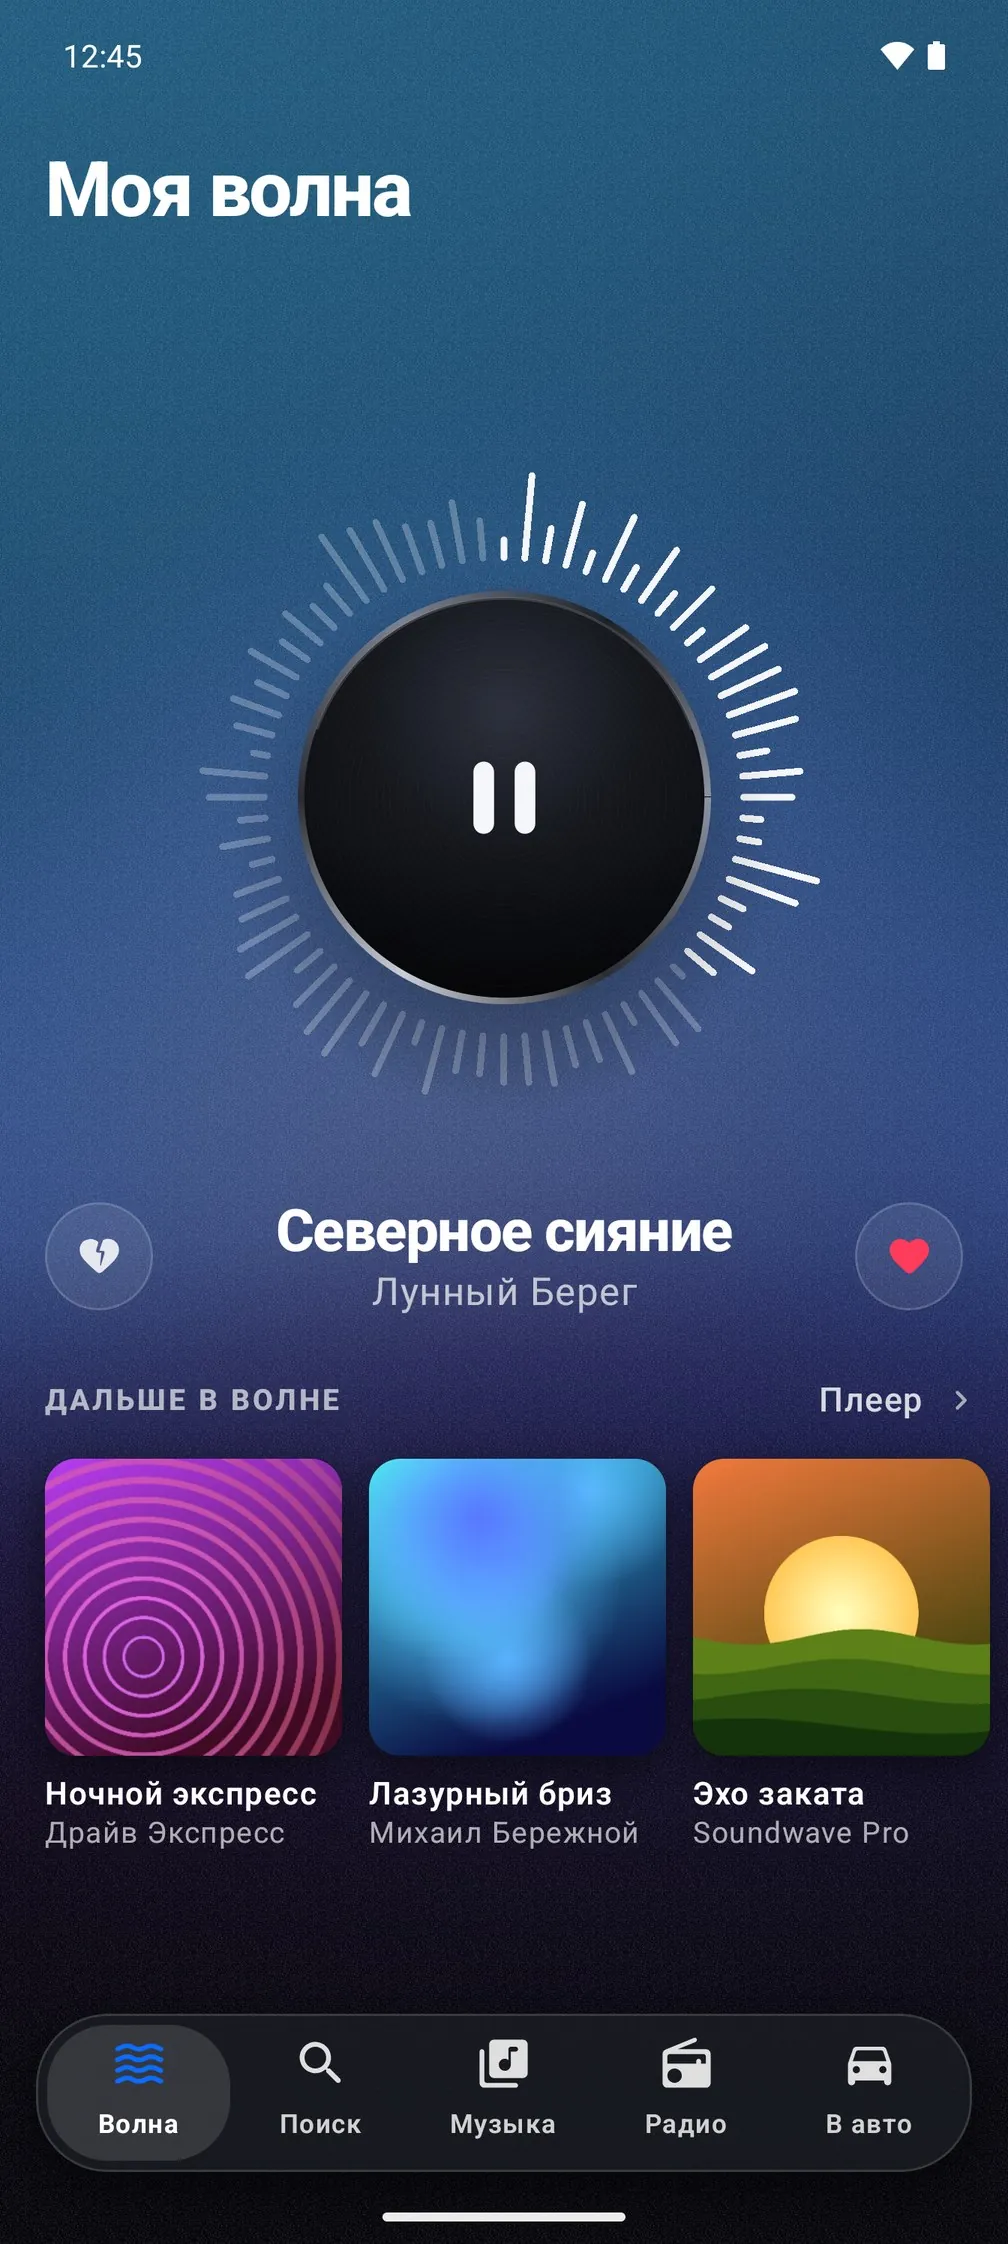 12:45
Моя волна
Северное сияние
Лунный Берег
ДАЛЬШЕ В ВОЛНЕ
Плеер
Ночной экспресс
Драйв Экспресс
Лазурный бриз
Михаил Бережной
Эхо заката
Soundwave Pro
Волна
Поиск
Музыка
Радио
В авто